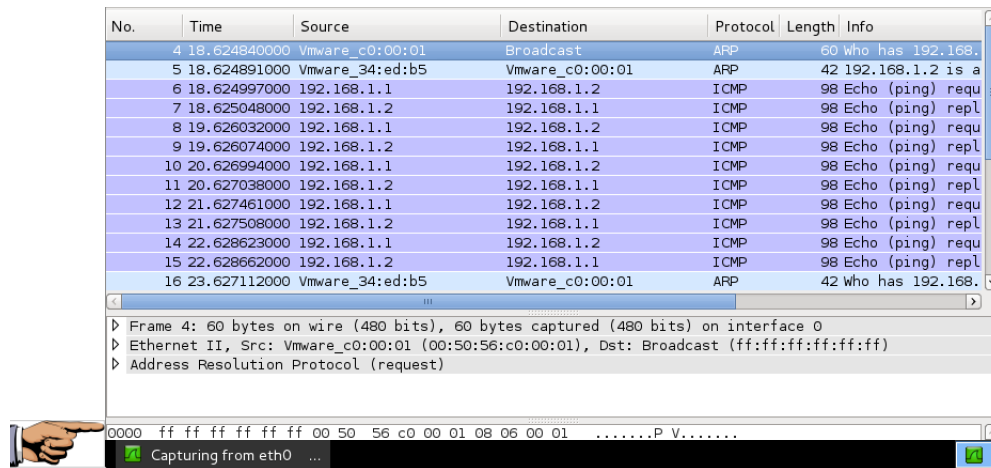 No. Time Source Destination Protocol Length Info
4 18.624840000 Vmware_c0:00:01 Broadcast ARP 60 Who has 192.168.
5 18.624891000 Vmware_34:ed:b5 Vmware_c0:00:01 ARP 42 192.168.1.2 is a
6 18.624997000 192.168.1.1 192.168.1.2 ICMP 98 Echo (ping) requ
7 18.625048000 192.168.1.2 192.168.1.1 ICMP 98 Echo (ping) repl
8 19.626032000 192.168.1.1 192.168.1.2 ICMP 98 Echo (ping) requ
9 19.626074000 192.168.1.2 192.168.1.1 ICMP 98 Echo (ping) repl
10 20.626994000 192.168.1.1 192.168.1.2 ICMP 98 Echo (ping) requ
11 20.627038000 192.168.1.2 192.168.1.1 ICMP 98 Echo (ping) repl
12 21.627461000 192.168.1.1 192.168.1.2 ICMP 98 Echo (ping) requ
13 21.627508000 192.168.1.2 192.168.1.1 ICMP 98 Echo (ping) repl
14 22.628623000 192.168.1.1 192.168.1.2 ICMP 98 Echo (ping) requ
15 22.628662000 192.168.1.2 192.168.1.1 ICMP 98 Echo (ping) repl
16 23.627112000 Vmware_34:ed:b5 Vmware_c0:00:01 ARP 42 Who has 192.168.
Frame 4: 60 bytes on wire (480 bits), 60 bytes captured (480 bits) on interface 0
Ethernet II, Src: Vmware_c0:00:01 (00:50:56:c0:00:01), Dst: Broadcast (ff:ff:ff:ff:ff:ff)
Address Resolution Protocol (request)
0000 ff ff ff ff ff ff 00 50 56 c0 00 01 08 06 00 01 .......P V.......
Capturing from eth0 ...